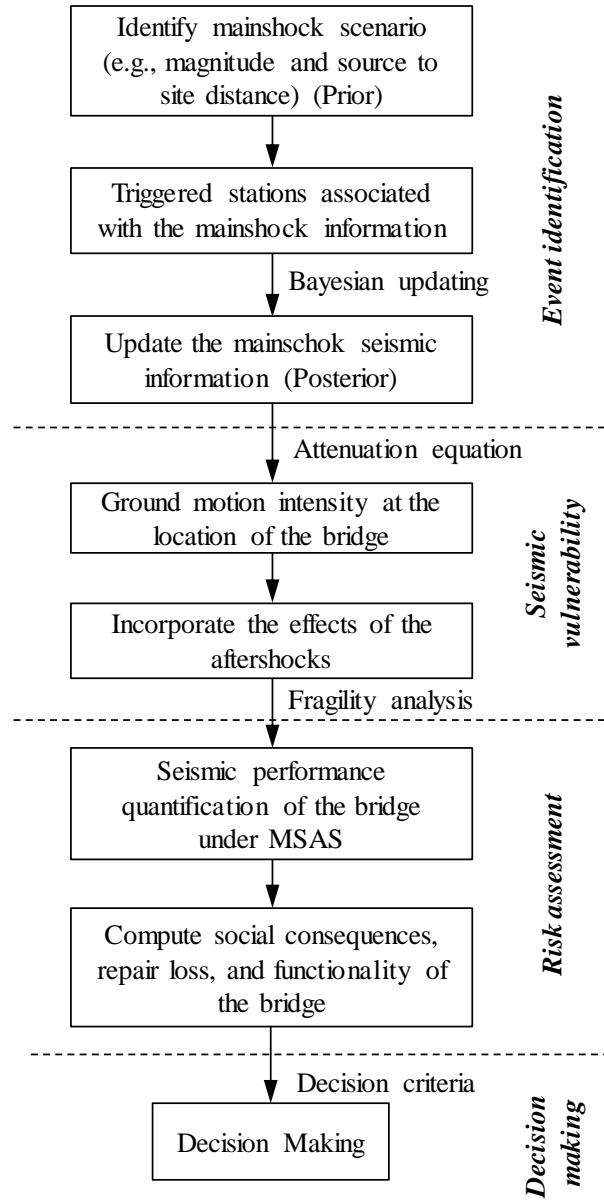 Identify mainshock scenario
(e.g., magnitude and source to
site distance) (Prior)
Triggered stations associated
with the mainshock information
Bayesian updating
Update the mainschok seismic
information (Posterior)
Event identification
Attenuation equation
Ground motion intensity at the
location of the bridge
Incorporate the effects of the
aftershocks
Fragility analysis
Seismic
vulnerability
Seismic performance
quantification of the bridge
under MSAS
Compute social consequences,
repair loss, and functionality of
the bridge
Risk assessment
Decision criteria
Decision Making
Decision
making